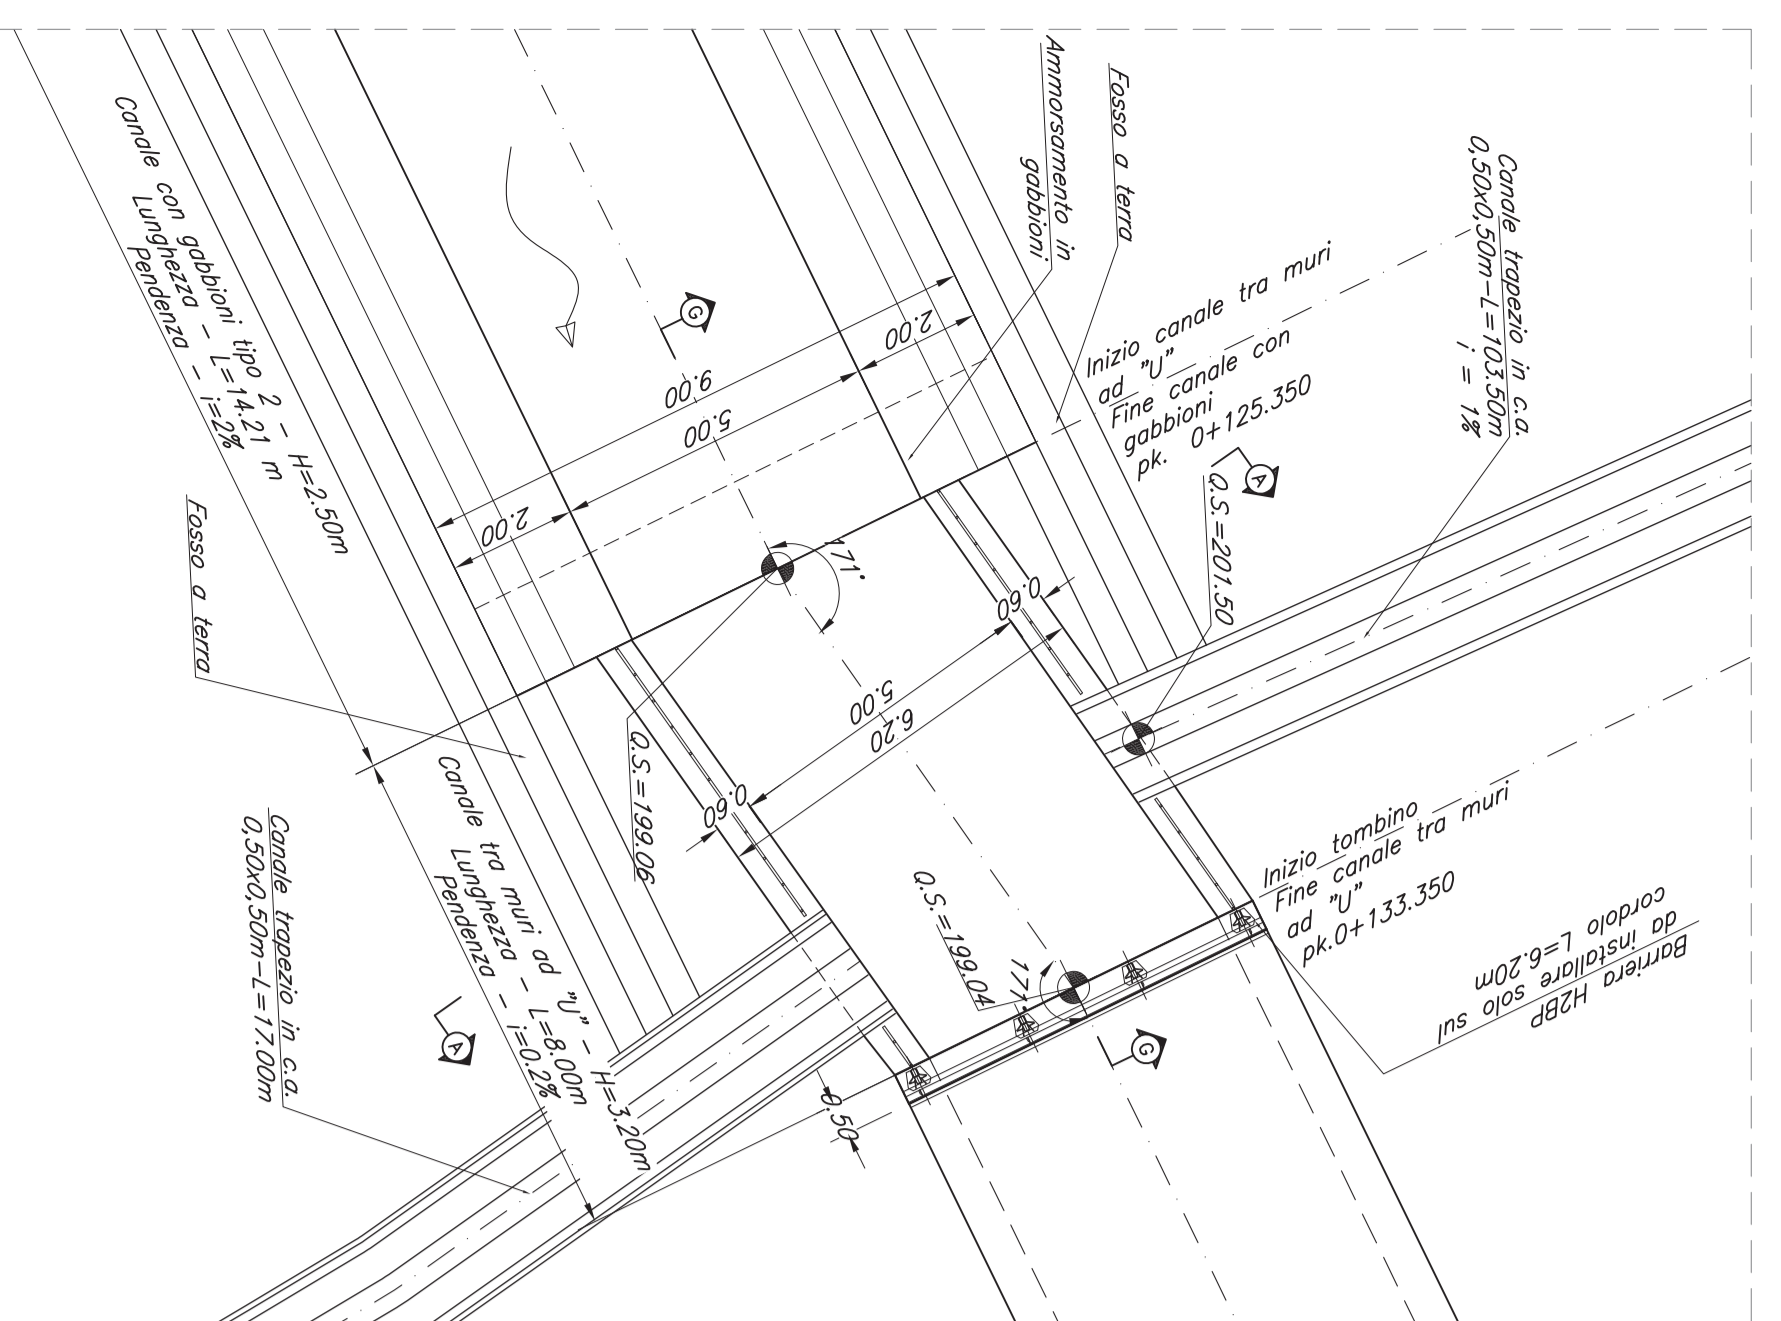 Canale con gabbioni tipo 2 - H=2.50m
Lunghezza - L=14.21 m
Pendenza - i=2%
Ammorsamento in
gabbioni
Fosso a terra
Canale trapezio in c.a.
0,50x0,50m-L=103.50m
i = 1%
Inizio canale tra muri
ad "U"
Fine canale con
gabbioni
pk. 0+125.350
G
A
Q.S.=201.50
2.00
9.00
5.00
2.00
171°
Fosso a terra
0.60
5.00
6.20
0.60
Q.S.=199.06
Canale tra muri ad "U" - H=3.20m
Lunghezza - L=8.00m
Pendenza - i=0.2%
Canale trapezio in c.a.
0,50x0,50m-L=17.00m
A
Q.S.=199.04
171°
G
0.50
Inizio tombino
Fine canale tra muri
ad "U"
pk.0+133.350
Barriera H2BP
da installare solo sul
cordolo L=6.20m